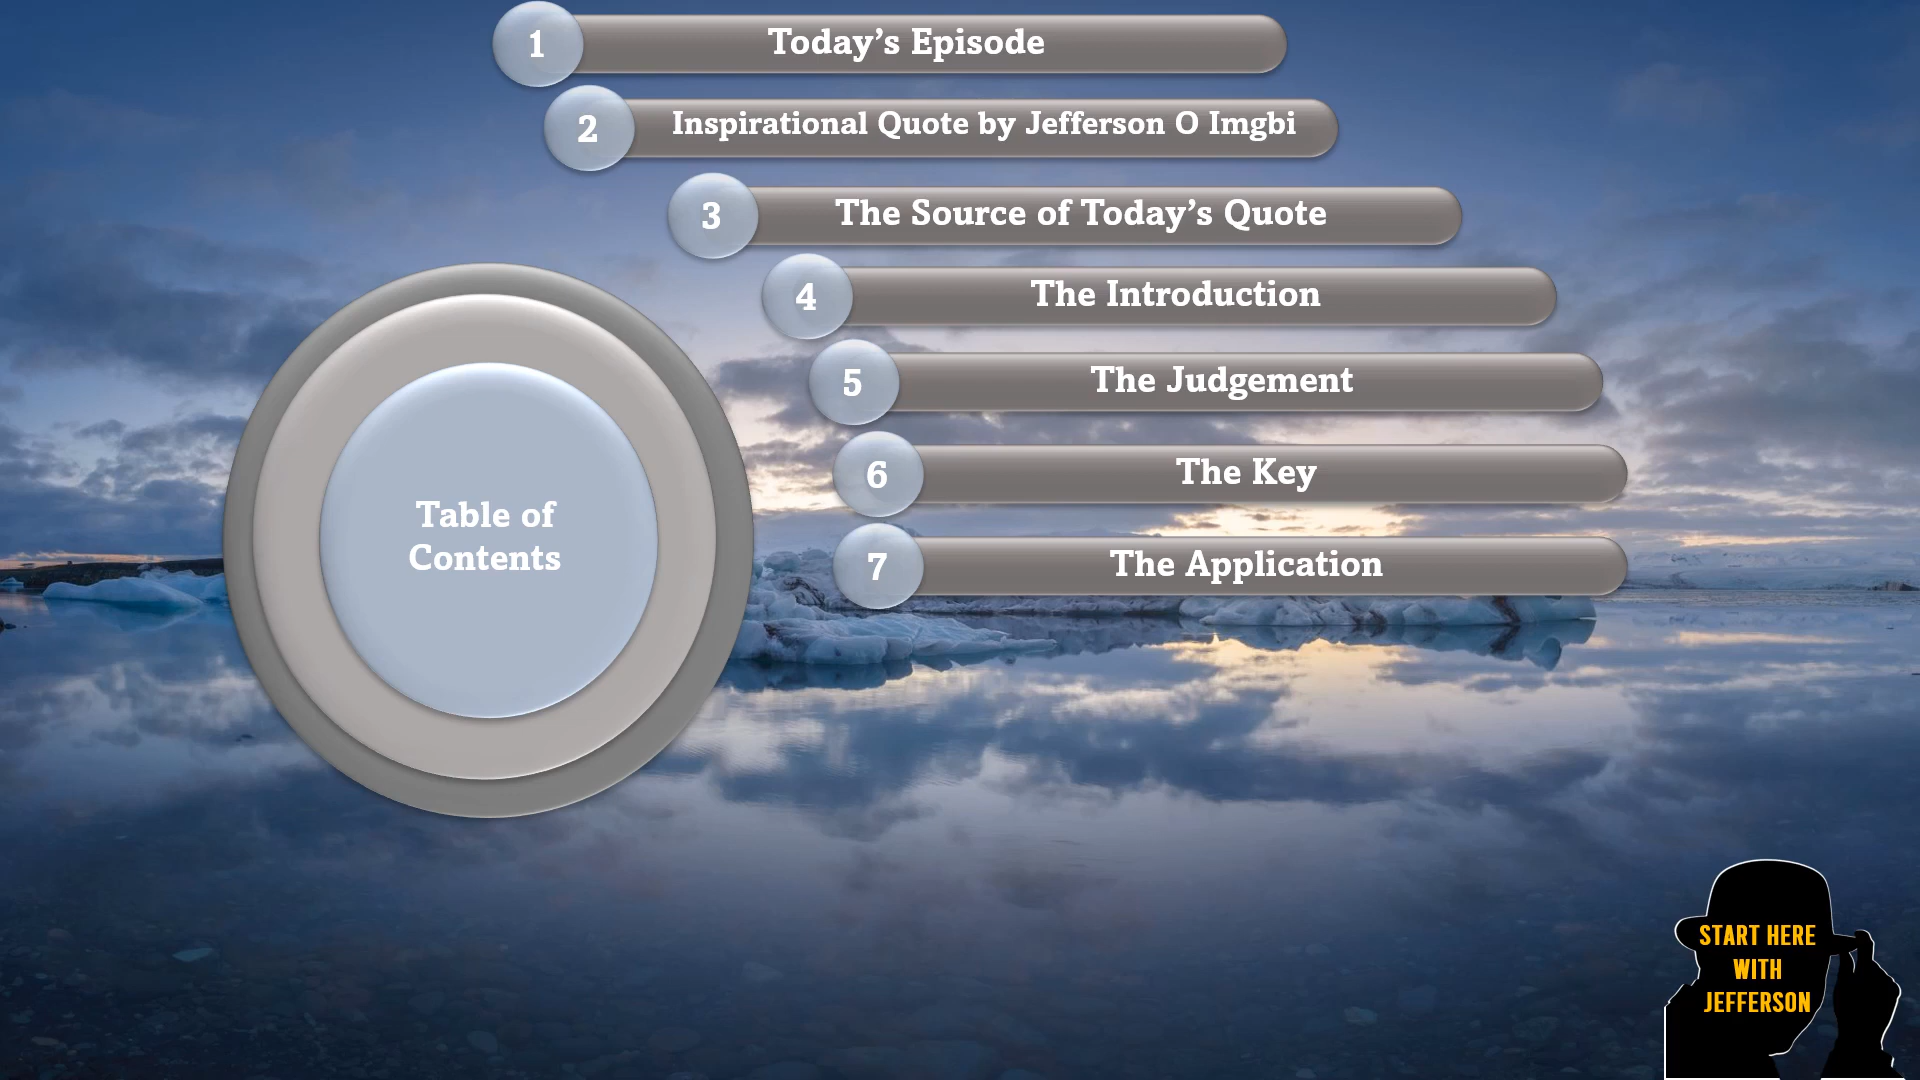 1 Today’s Episode
2 Inspirational Quote by Jefferson O Imgbi
3 The Source of Today’s Quote
4 The Introduction
5 The Judgement
6 The Key
7 The Application
Table of
Contents
START HERE
WITH
JEFFERSON